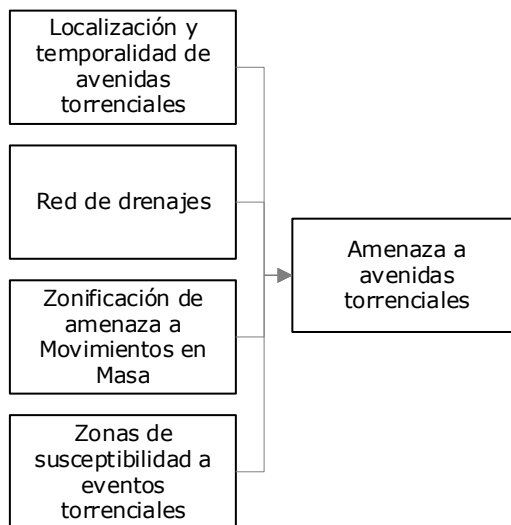 Localización y
temporalidad de
avenidas
torrenciales
Red de drenajes
Zonificación de
amenaza a
Movimientos en
Masa
Zonas de
susceptibilidad a
eventos
torrenciales
Amenaza a
avenidas
torrenciales